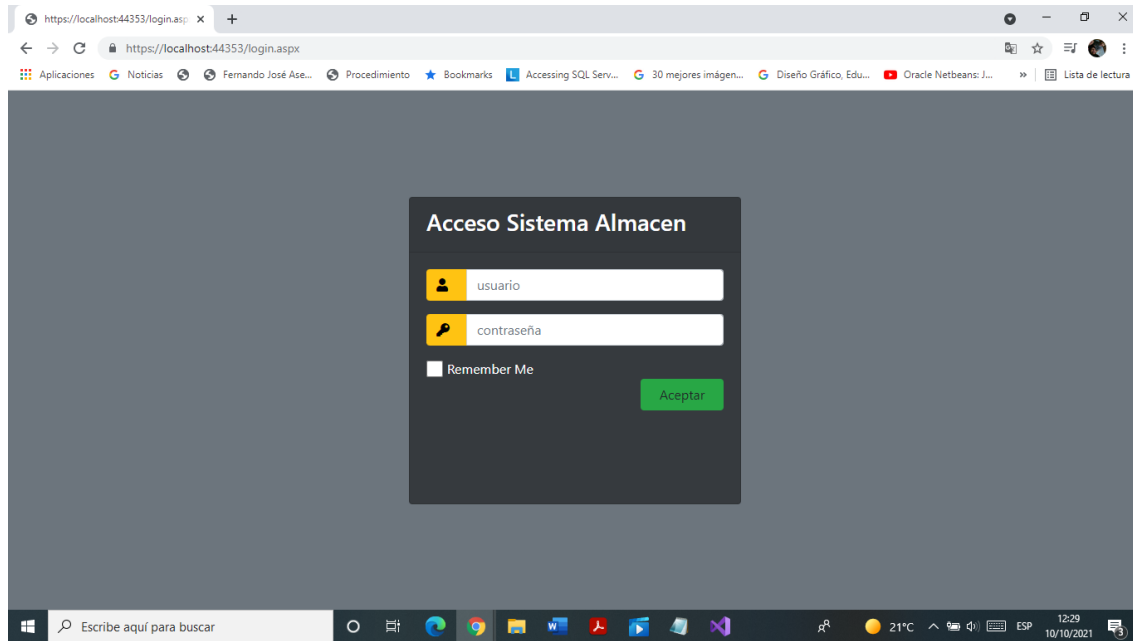 https://localhost:44353/login.asp
https://localhost:44353/login.aspx
Aplicaciones Noticias Fernando José Ase... Procedimiento Bookmarks Accessing SQL Serv... 30 mejores imágen... Diseño Gráfico, Edu... Oracle Netbeans: J... » Lista de lectura
Acceso Sistema Almacen
usuario
contraseña
Remember Me
Aceptar
Escribe aquí para buscar
21°C ESP 12:29
10/10/2021
3